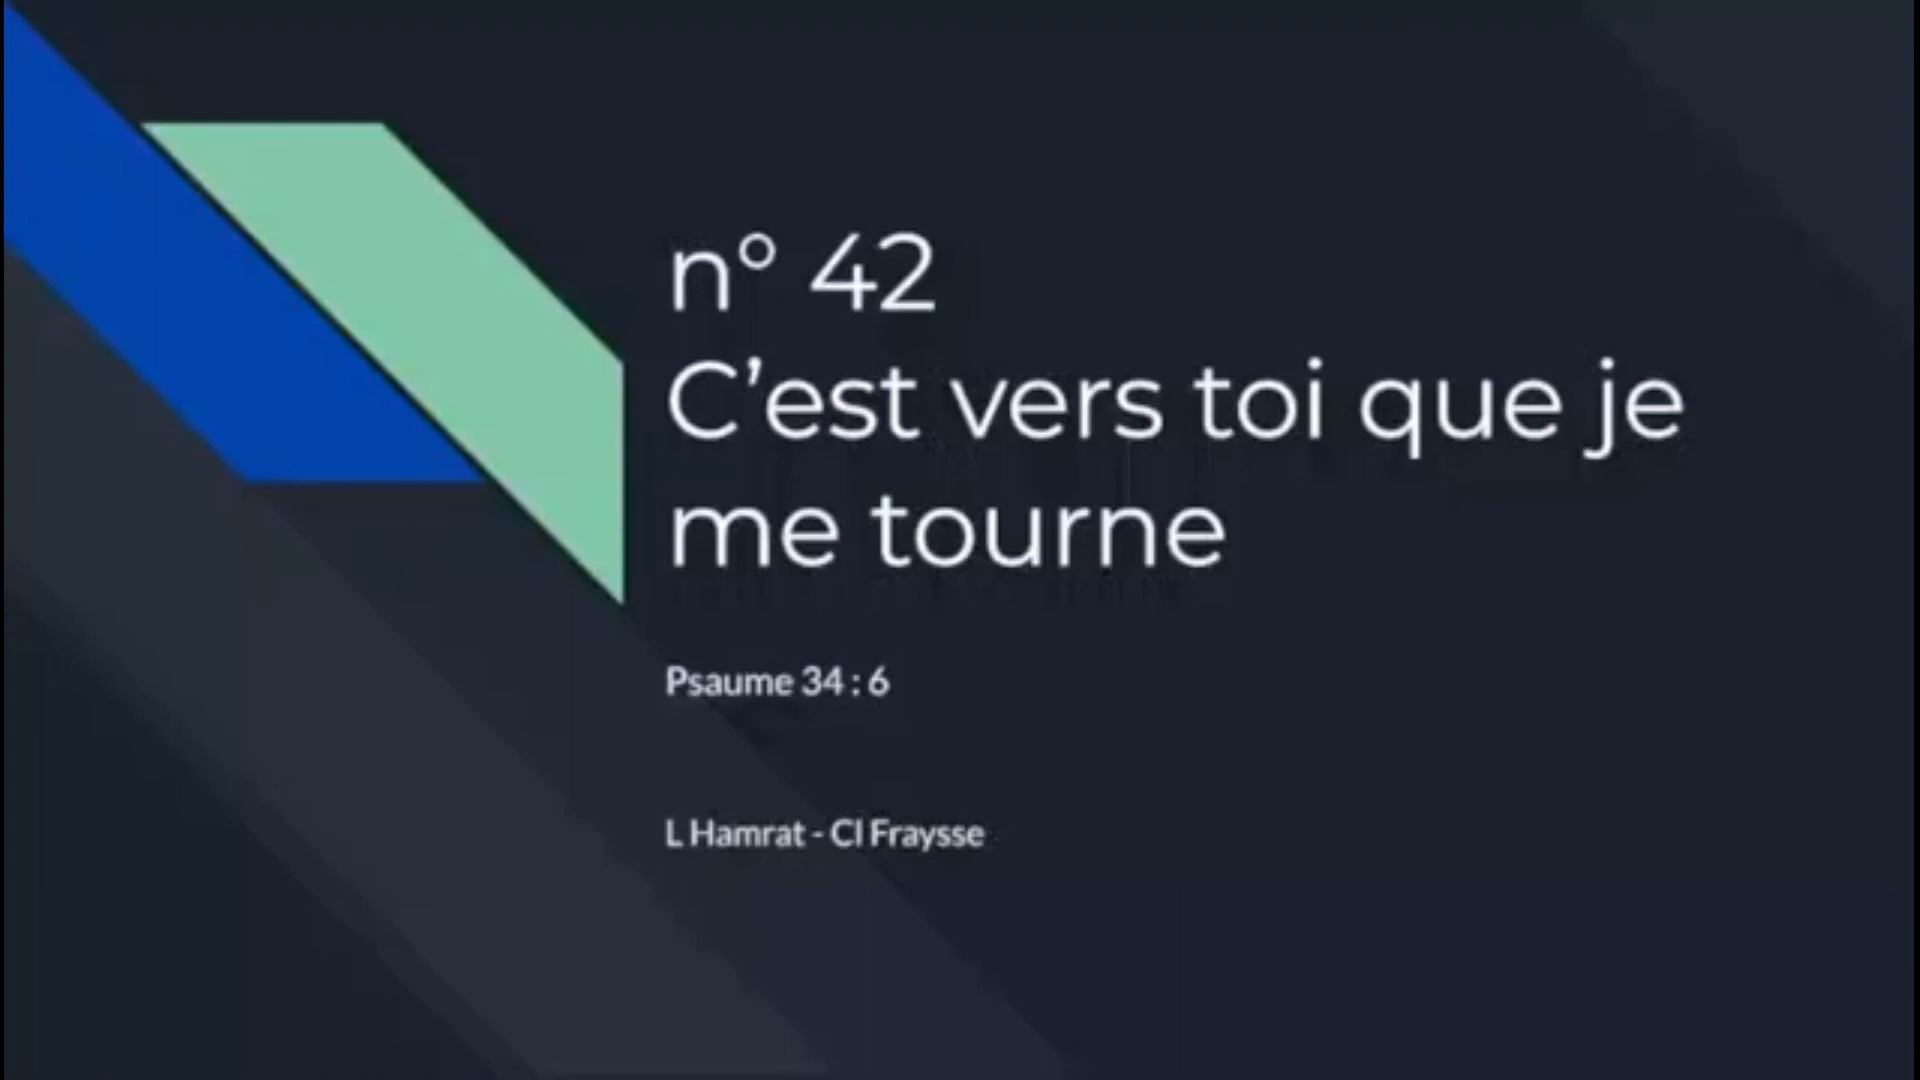 n° 42
C’est vers toi que je
me tourne
Psaume 34 : 6
L Hamrat - Cl Fraysse